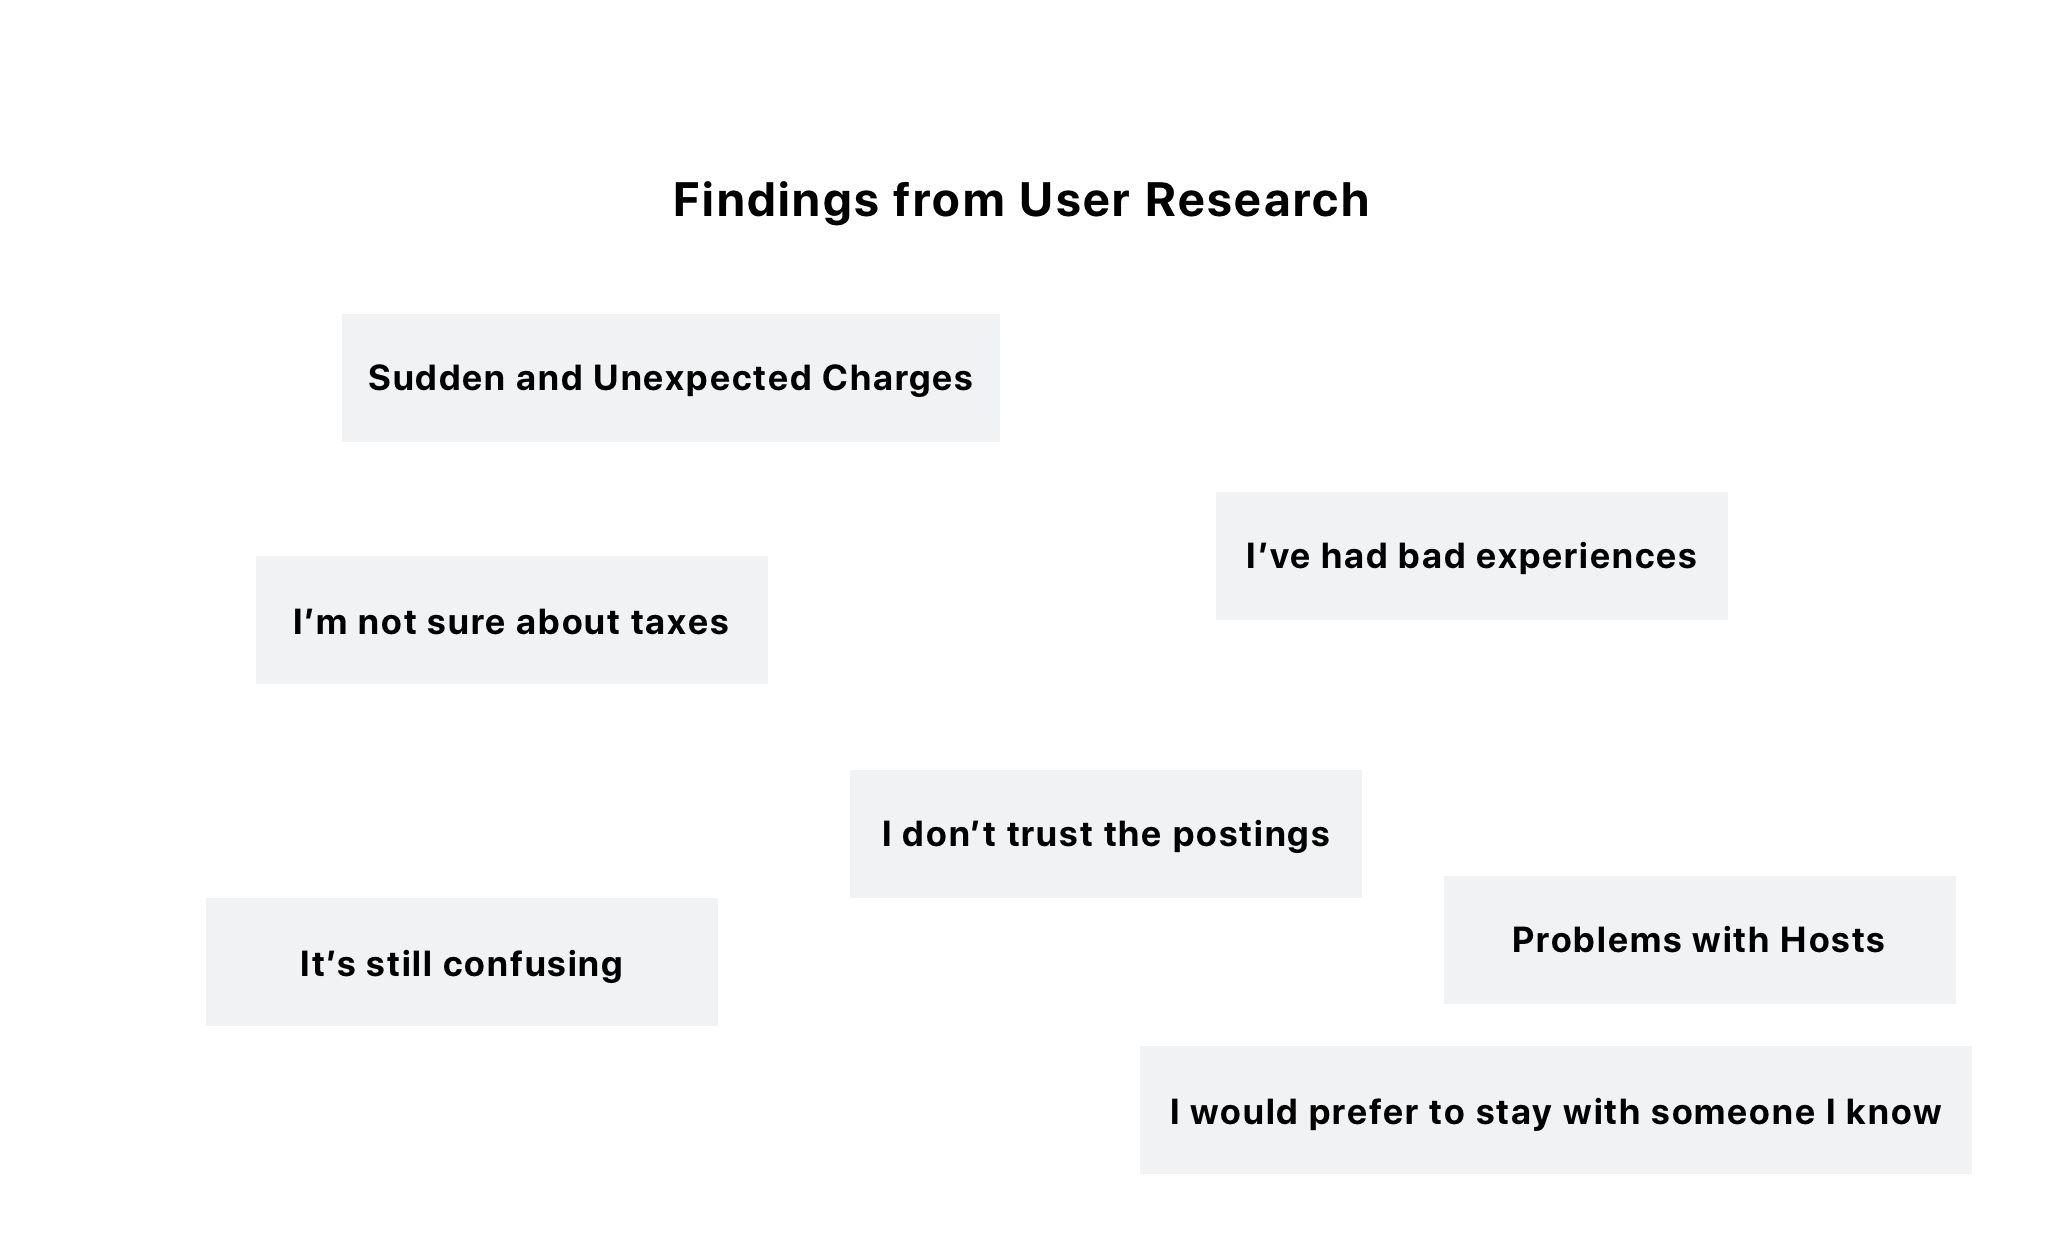 Findings from User Research
Sudden and Unexpected Charges
I’ve had bad experiences
I’m not sure about taxes
I don’t trust the postings
Problems with Hosts
It’s still confusing
I would prefer to stay with someone I know